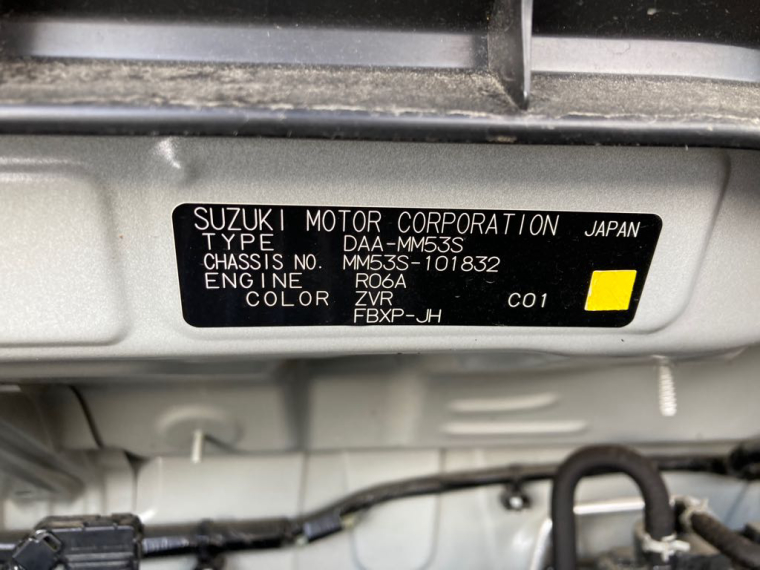 SUZUKI MOTOR CORPORATION JAPAN
TYPE DAA-MM53S
CHASSIS NO. MM53S-101832
ENGINE R06A
COLOR ZVR C01
FBXP-JH